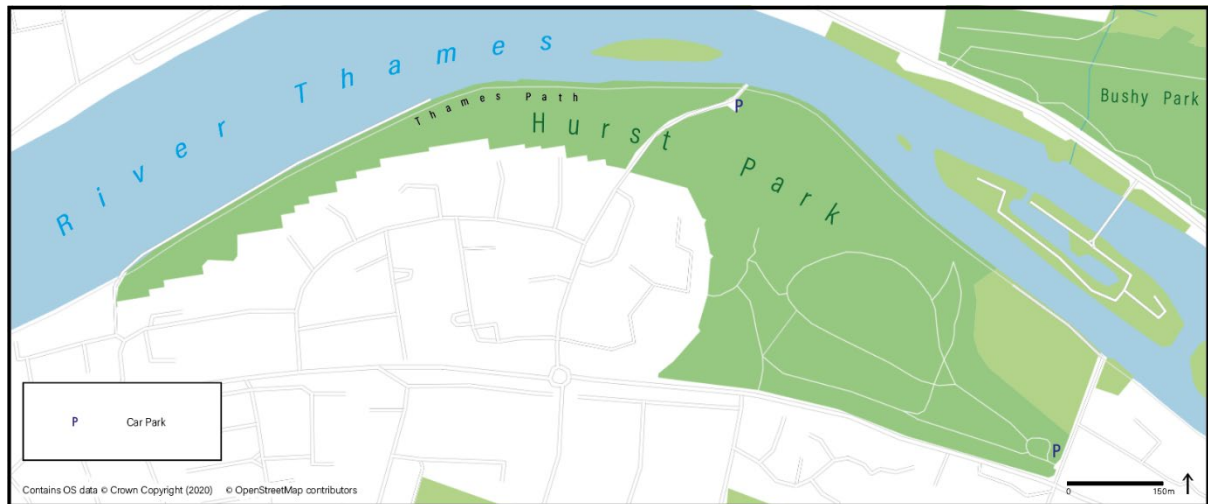 River Thames
Thames Path
Hurst Park
Bushy Park
P
P
P Car Park
Contains OS data © Crown Copyright (2020) © OpenStreetMap contributors
0 150m